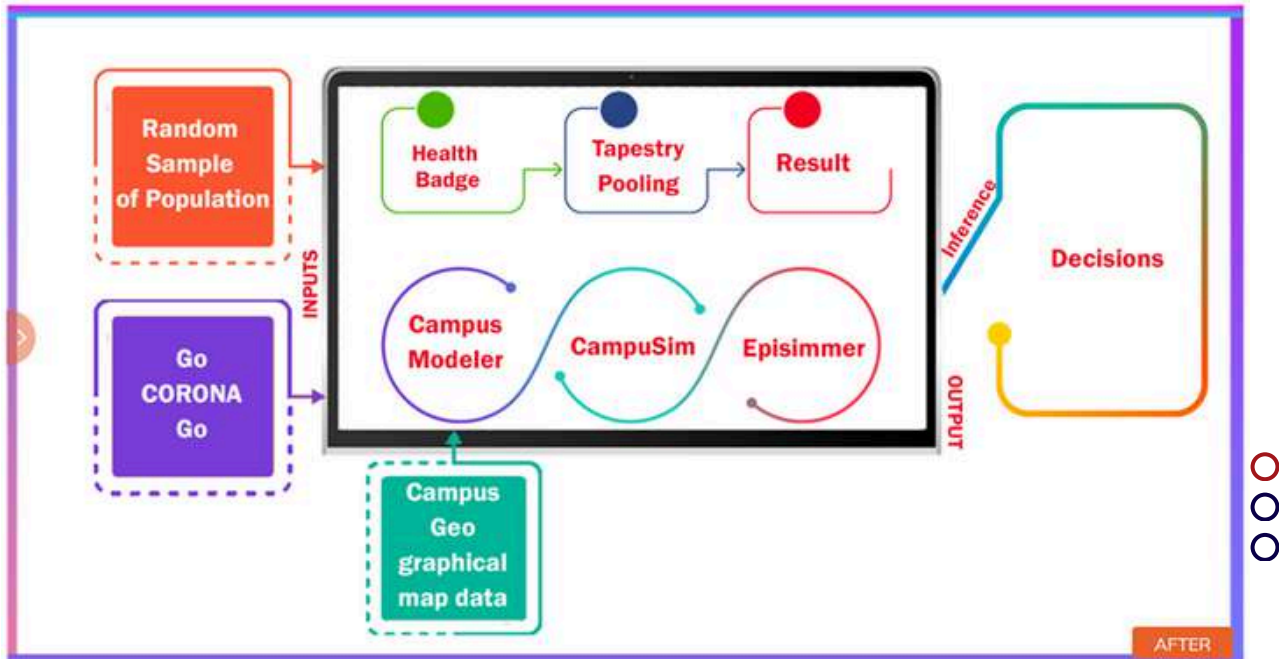 Random
Sample
of Population
Go
CORONA
Go
INPUTS
Health
Badge
Tapestry
Pooling
Result
Campus
Modeler
CampuSim
Episimmer
Campus
Geo
graphical
map data
Inference
OUTPUT
Decisions
AFTER